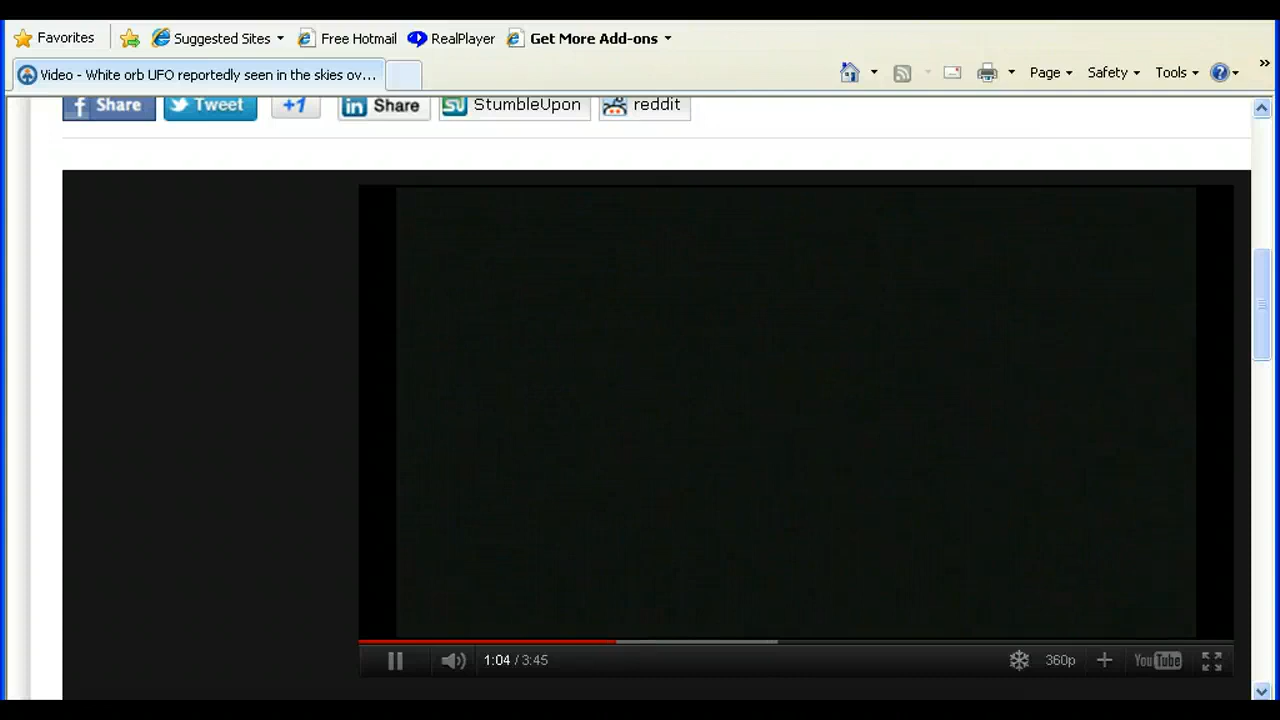 Favorites Suggested Sites Free Hotmail RealPlayer Get More Add-ons »
Video - White orb UFO reportedly seen in the skies ov... Page Safety Tools
Share Tweet +1 Share StumbleUpon reddit
1:04 / 3:45 360p YouTube